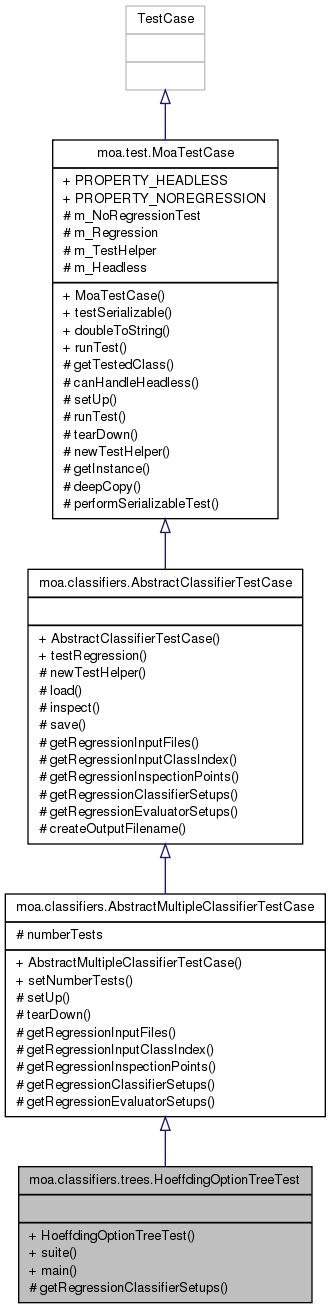 TestCase
moa.test.MoaTestCase
+ PROPERTY_HEADLESS
+ PROPERTY_NOREGRESSION
# m_NoRegressionTest
# m_Regression
# m_TestHelper
# m_Headless
+ MoaTestCase()
+ testSerializable()
+ doubleToString()
+ runTest()
# getTestedClass()
# canHandleHeadless()
# setUp()
# runTest()
# tearDown()
# newTestHelper()
# getInstance()
# deepCopy()
# performSerializableTest()
moa.classifiers.AbstractClassifierTestCase
+ AbstractClassifierTestCase()
+ testRegression()
# newTestHelper()
# load()
# inspect()
# save()
# getRegressionInputFiles()
# getRegressionInputClassIndex()
# getRegressionInspectionPoints()
# getRegressionClassifierSetups()
# getRegressionEvaluatorSetups()
# createOutputFilename()
moa.classifiers.AbstractMultipleClassifierTestCase
# numberTests
+ AbstractMultipleClassifierTestCase()
+ setNumberTests()
# setUp()
# tearDown()
# getRegressionInputFiles()
# getRegressionInputClassIndex()
# getRegressionInspectionPoints()
# getRegressionClassifierSetups()
# getRegressionEvaluatorSetups()
moa.classifiers.trees.HoeffdingOptionTreeTest
+ HoeffdingOptionTreeTest()
+ suite()
+ main()
# getRegressionClassifierSetups()